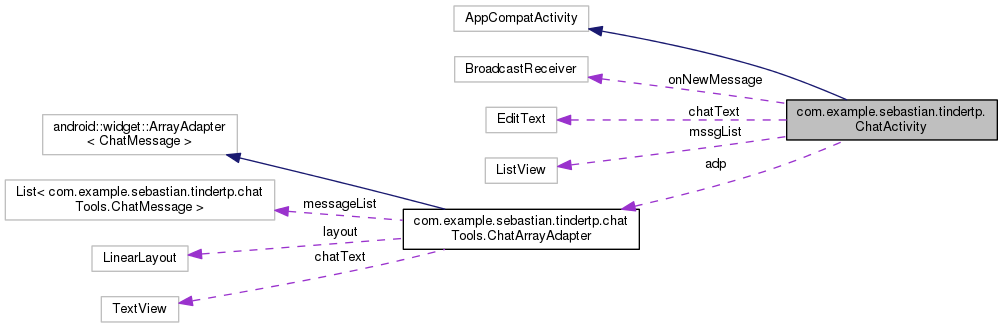 AppCompatActivity
BroadcastReceiver
onNewMessage
EditText
chatText
com.example.sebastian.tindertp.
ChatActivity
mssgList
ListView
adp
android::widget::ArrayAdapter
< ChatMessage >
List< com.example.sebastian.tindertp.chat
Tools.ChatMessage >
messageList
com.example.sebastian.tindertp.chat
Tools.ChatArrayAdapter
layout
LinearLayout
chatText
TextView